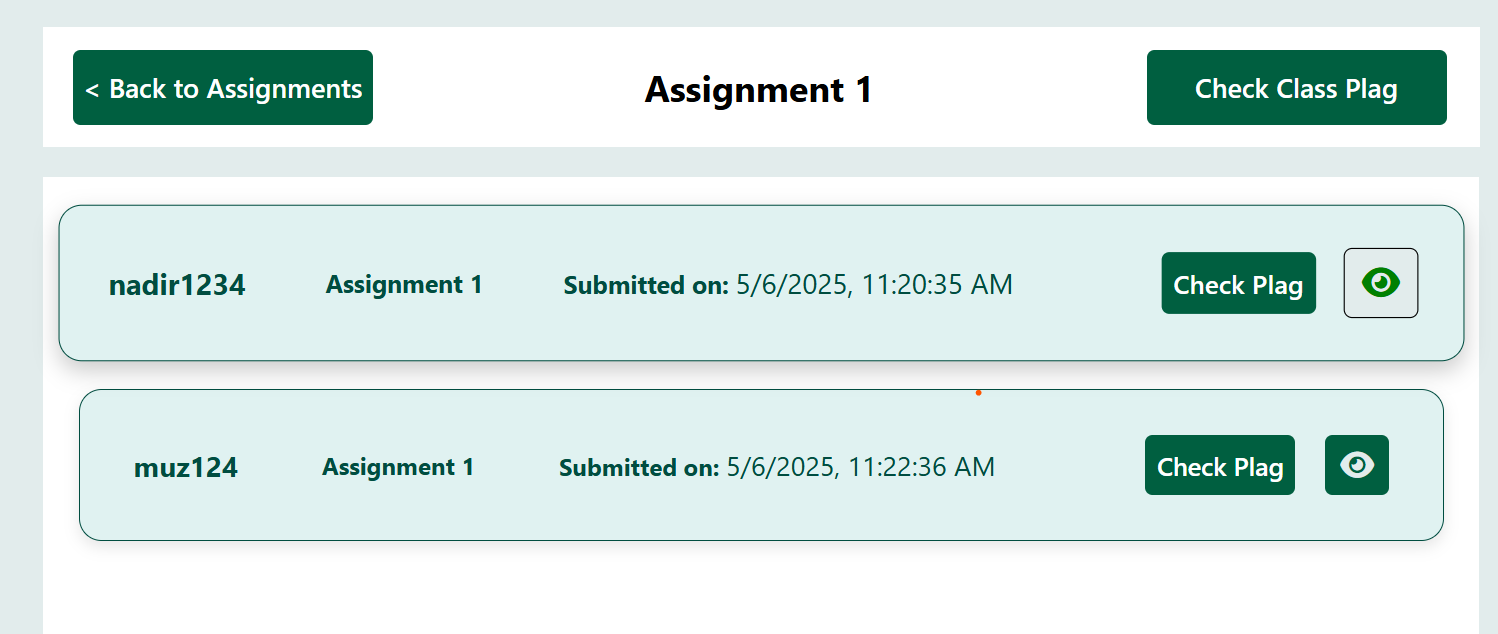 < Back to Assignments
Assignment 1
Check Class Plag
nadir1234 Assignment 1 Submitted on: 5/6/2025, 11:20:35 AM Check Plag
muz124 Assignment 1 Submitted on: 5/6/2025, 11:22:36 AM Check Plag